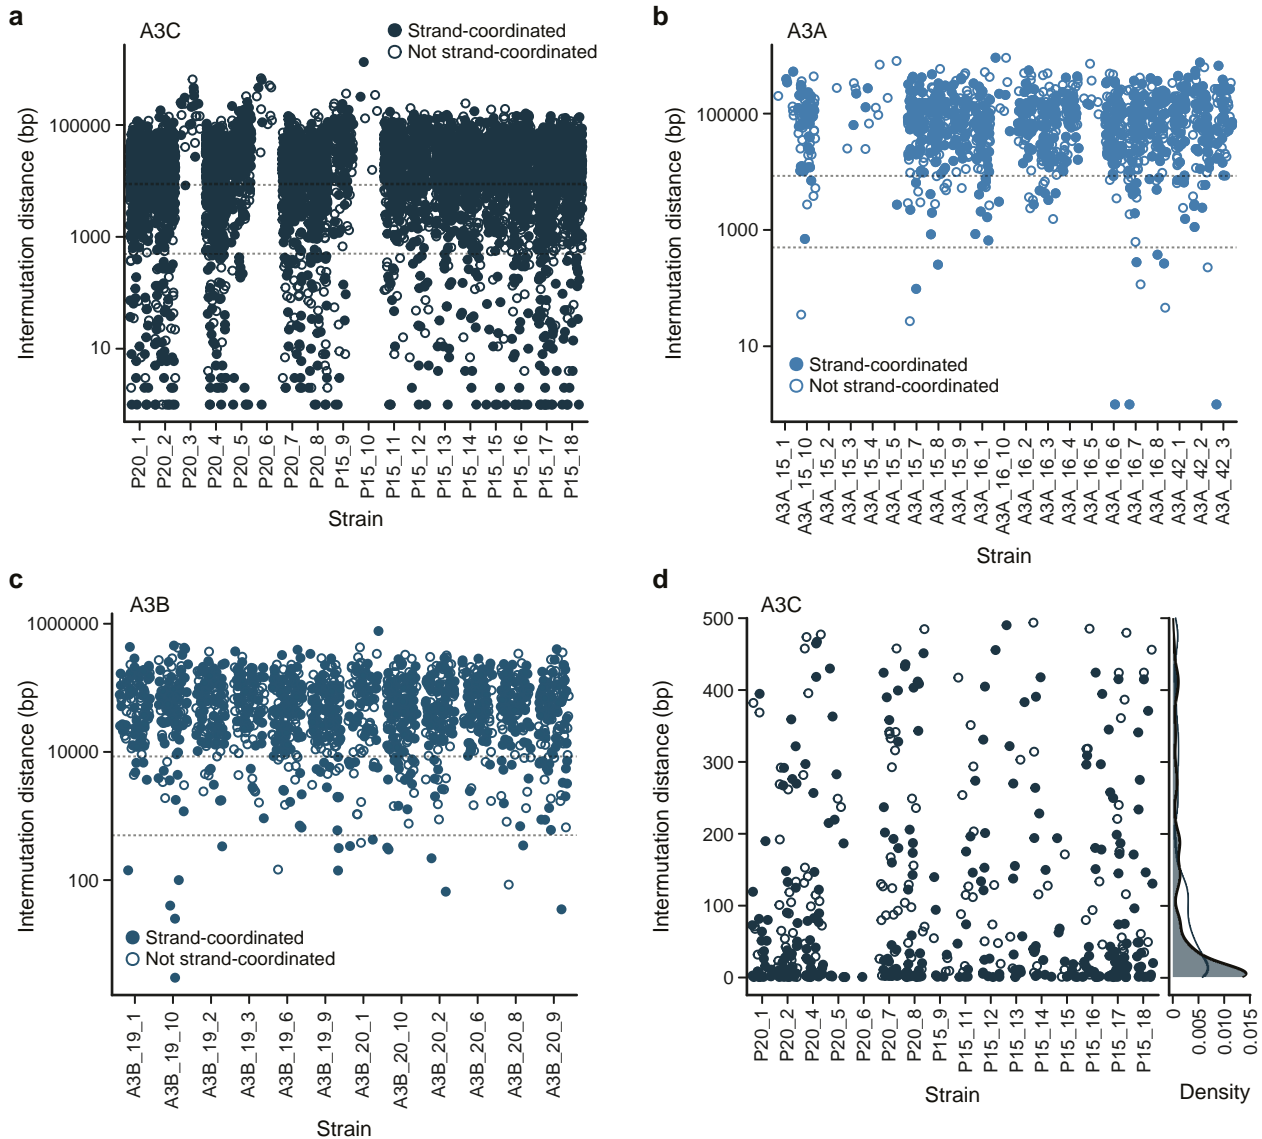 a
A3C
Strand-coordinated
Not strand-coordinated
Intermutation distance (bp)
100000
1000
10
P20_1
P20_2
P20_3
P20_4
P20_5
P20_6
P20_7
P20_8
P15_9
P15_10
P15_11
P15_12
P15_13
P15_14
P15_15
P15_16
P15_17
P15_18
Strain
b
A3A
Intermutation distance (bp)
100000
1000
10
Strand-coordinated
Not strand-coordinated
A3A_15_1
A3A_15_10
A3A_15_2
A3A_15_3
A3A_15_4
A3A_15_5
A3A_15_7
A3A_15_8
A3A_15_9
A3A_16_1
A3A_16_10
A3A_16_2
A3A_16_3
A3A_16_4
A3A_16_5
A3A_16_6
A3A_16_7
A3A_16_8
A3A_42_1
A3A_42_2
A3A_42_3
Strain
c
A3B
Intermutation distance (bp)
1000000
10000
100
Strand-coordinated
Not strand-coordinated
A3B_19_1
A3B_19_10
A3B_19_2
A3B_19_3
A3B_19_6
A3B_19_9
A3B_20_1
A3B_20_10
A3B_20_2
A3B_20_6
A3B_20_8
A3B_20_9
Strain
d
A3C
Intermutation distance (bp)
500
400
300
200
100
0
P20_1
P20_2
P20_4
P20_5
P20_6
P20_7
P20_8
P15_9
P15_11
P15_12
P15_13
P15_14
P15_15
P15_16
P15_17
P15_18
Strain
0
0.005
0.010
0.015
Density